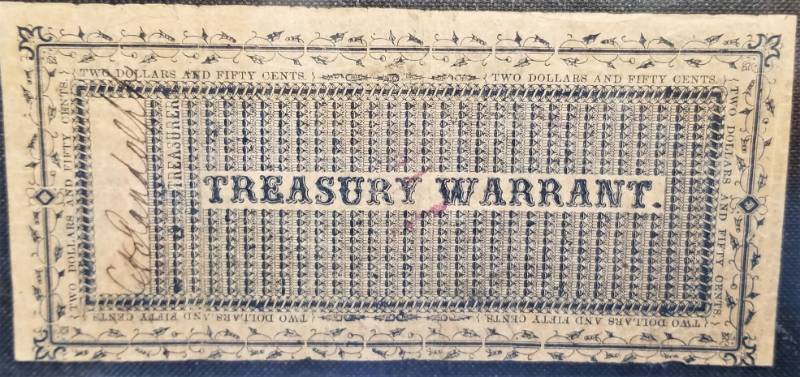 TWO DOLLARS AND FIFTY CENTS. TWO DOLLARS AND FIFTY CENTS.
TWO DOLLARS AND FIFTY CENTS.
TREASURER
TREASURY WARRANT.
TWO DOLLARS AND FIFTY CENTS.
TWO DOLLARS AND FIFTY CENTS. TWO DOLLARS AND FIFTY CENTS.